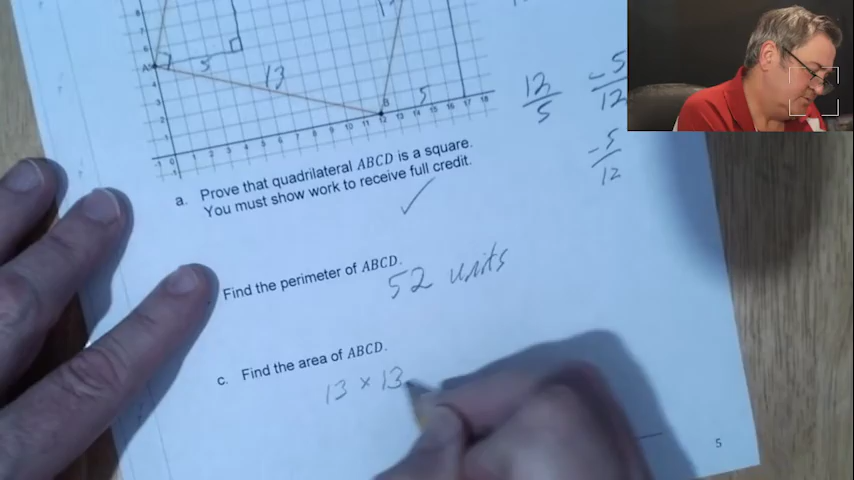 A
5
13
B
5
0 1 2 3 4 5 6 7 8 9 10 11 12 13 14 15 16 17 18
12
5
-5
12
-5
12
a. Prove that quadrilateral ABCD is a square.
You must show work to receive full credit.
Find the perimeter of ABCD.
52 units
c. Find the area of ABCD.
13 × 13
5